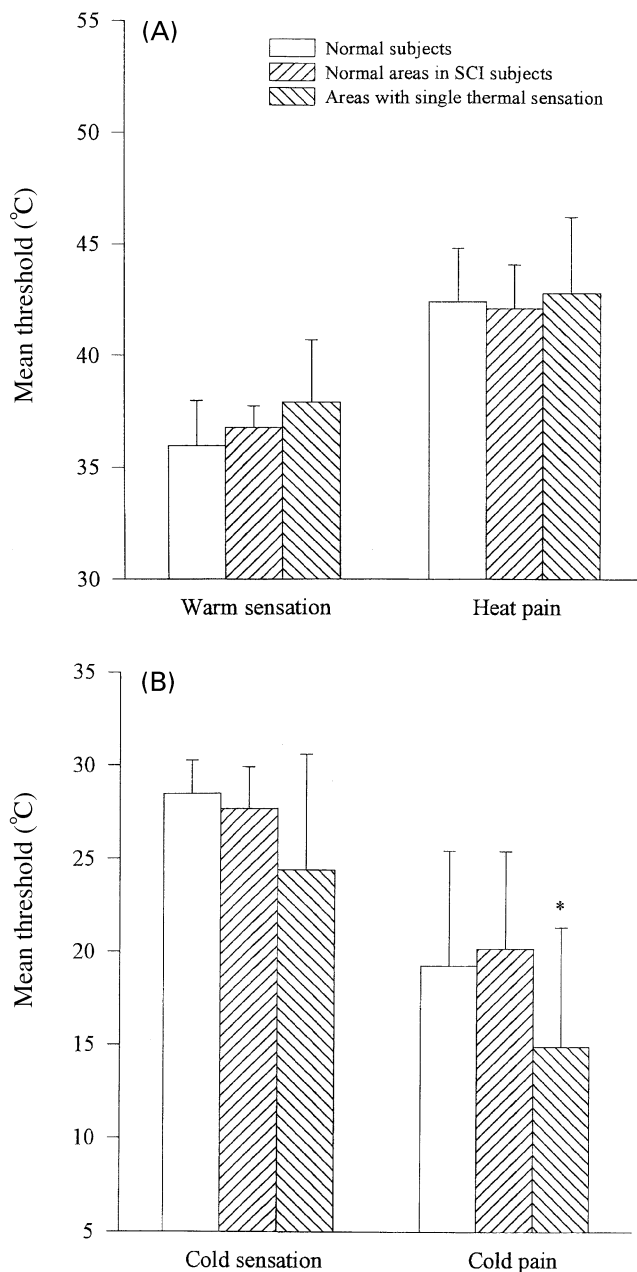 (A)
Normal subjects
Normal areas in SCI subjects
Areas with single thermal sensation
Mean threshold (°C)
55
50
45
40
35
30
Warm sensation Heat pain
(B)
Mean threshold (°C)
35
30
25
20
15
10
5
*
Cold sensation Cold pain